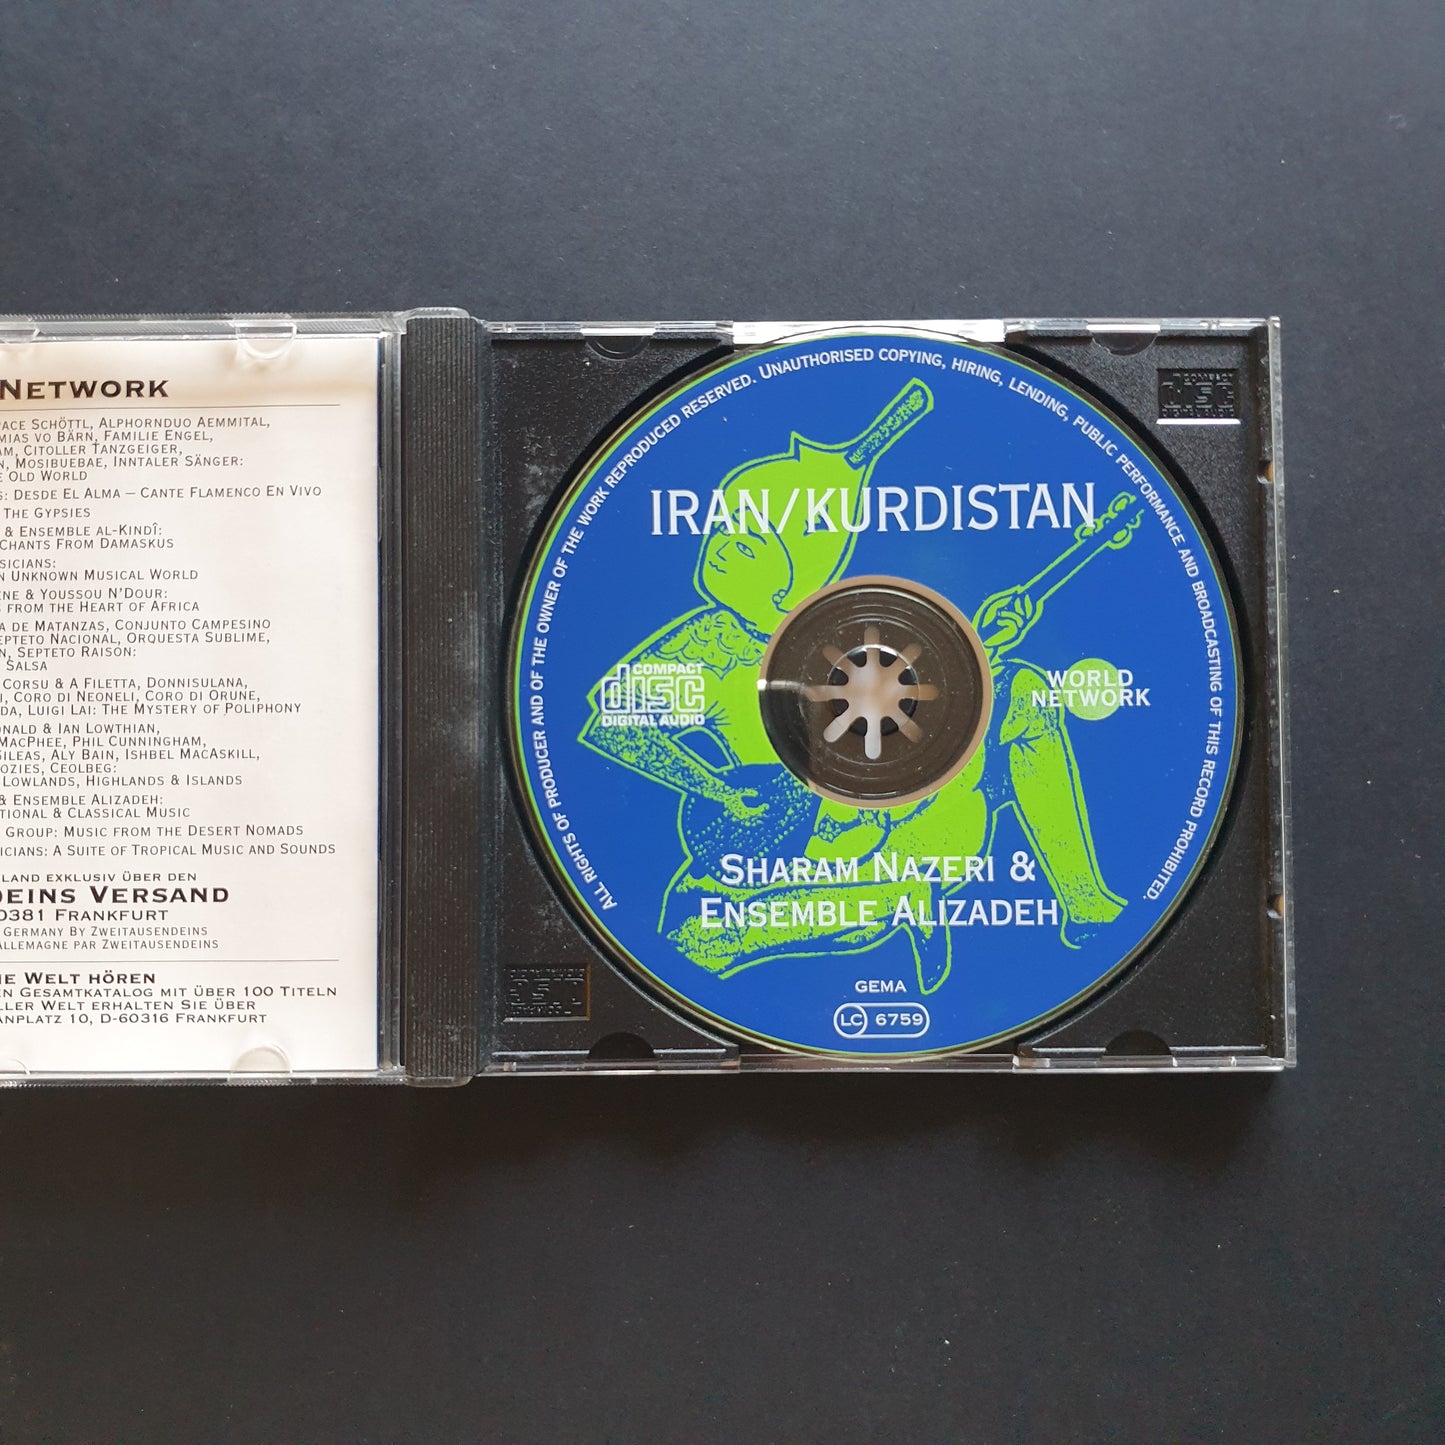 NETWORK
SCHÖTTL, ALPHORNDUO AEMMITAL,
VO BÄRN, FAMILIE ENGEL,
CITOLLER TANZGEIGER,
MOSIBUEBAE, INNTALER SÄNGER:
OLD WORLD
DESDE EL ALMA – CANTE FLAMENCO EN VIVO
THE GYPSIES
& ENSEMBLE AL-KINDÎ:
CHANTS FROM DAMASKUS
UNKNOWN MUSICAL WORLD
& YOUSSOU N'DOUR:
FROM THE HEART OF AFRICA
DE MATANZAS, CONJUNTO CAMPESINO
SEPTETO NACIONAL, ORQUESTA SUBLIME,
SEPTETO RAISON:
SALSA
CORSU & A FILETTA, DONNISULANA,
CORO DI NEONELI, CORO DI ORUNE,
LUIGI LAI: THE MYSTERY OF POLIPHONY
& IAN LOWTHIAN,
MACPHEE, PHIL CUNNINGHAM,
GILEAS, ALY BAIN, ISHBEL MACASKILL,
CEOLBEG:
LOWLANDS, HIGHLANDS & ISLANDS
& ENSEMBLE ALIZADEH:
& CLASSICAL MUSIC
GROUP: MUSIC FROM THE DESERT NOMADS
A SUITE OF TROPICAL MUSIC AND SOUNDS
EXKLUSIV ÜBER DEN
VERSAND
FRANKFURT
GERMANY BY ZWEITAUSENDEINS
PAR ZWEITAUSENDEINS
WELT HÖREN
GESAMTKATALOG MIT ÜBER 100 TITELN
WELT ERHALTEN SIE ÜBER
10, D-60316 FRANKFURT
ALL RIGHTS OF PRODUCER AND OF THE OWNER OF THE WORK REPRODUCED RESERVED. UNAUTHORISED COPYING, HIRING, LENDING, PUBLIC PERFORMANCE AND BROADCASTING OF THIS RECORD PROHIBITED.
IRAN/KURDISTAN
COMPACT
disc
DIGITAL AUDIO
WORLD
NETWORK
SHARAM NAZERI &
ENSEMBLE ALIZADEH
GEMA
LC 6759
COMPACT
disc
DIGITAL AUDIO